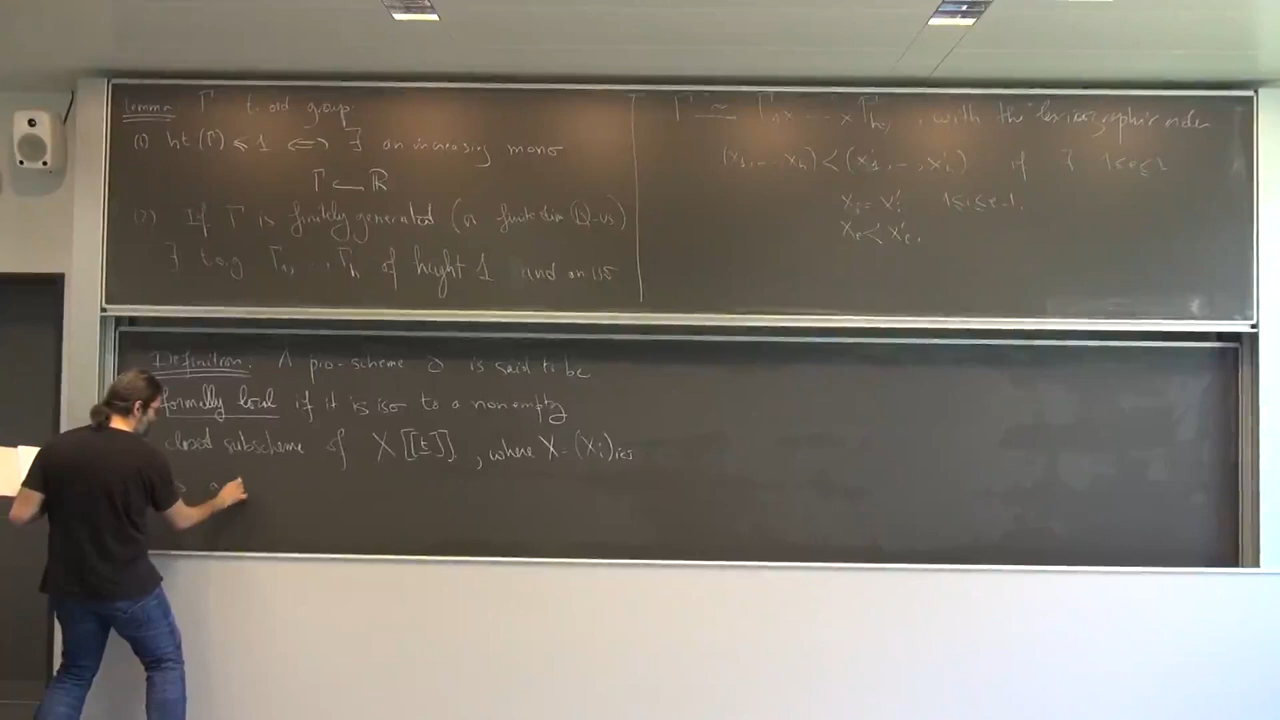 Lemma Γ t. ord group.
(1) ht(Γ) ⩽ 1 ⟺ ∃ an increasing mono
Γ ↪ ℝ
(2) If Γ is finitely generated (or finite dim ℚ-vs)
∃ t.o.g Γ₁, … Γₕ of height 1 and an iso
Γ ≃ Γ₁ × ⋯ × Γₕ, with the lexicographic order
(x₁, … xₕ) < (x'₁, …, x'ₕ) if ∃ 1≤e≤
xᵢ = x'ᵢ 1≤i≤e-1,
xₑ < x'ₑ.
Definition. A pro-scheme is said to be
formally local if it is iso to a nonempty
closed subscheme of X[[t]], where X = (Xᵢ)ᵢ∈ᵢ